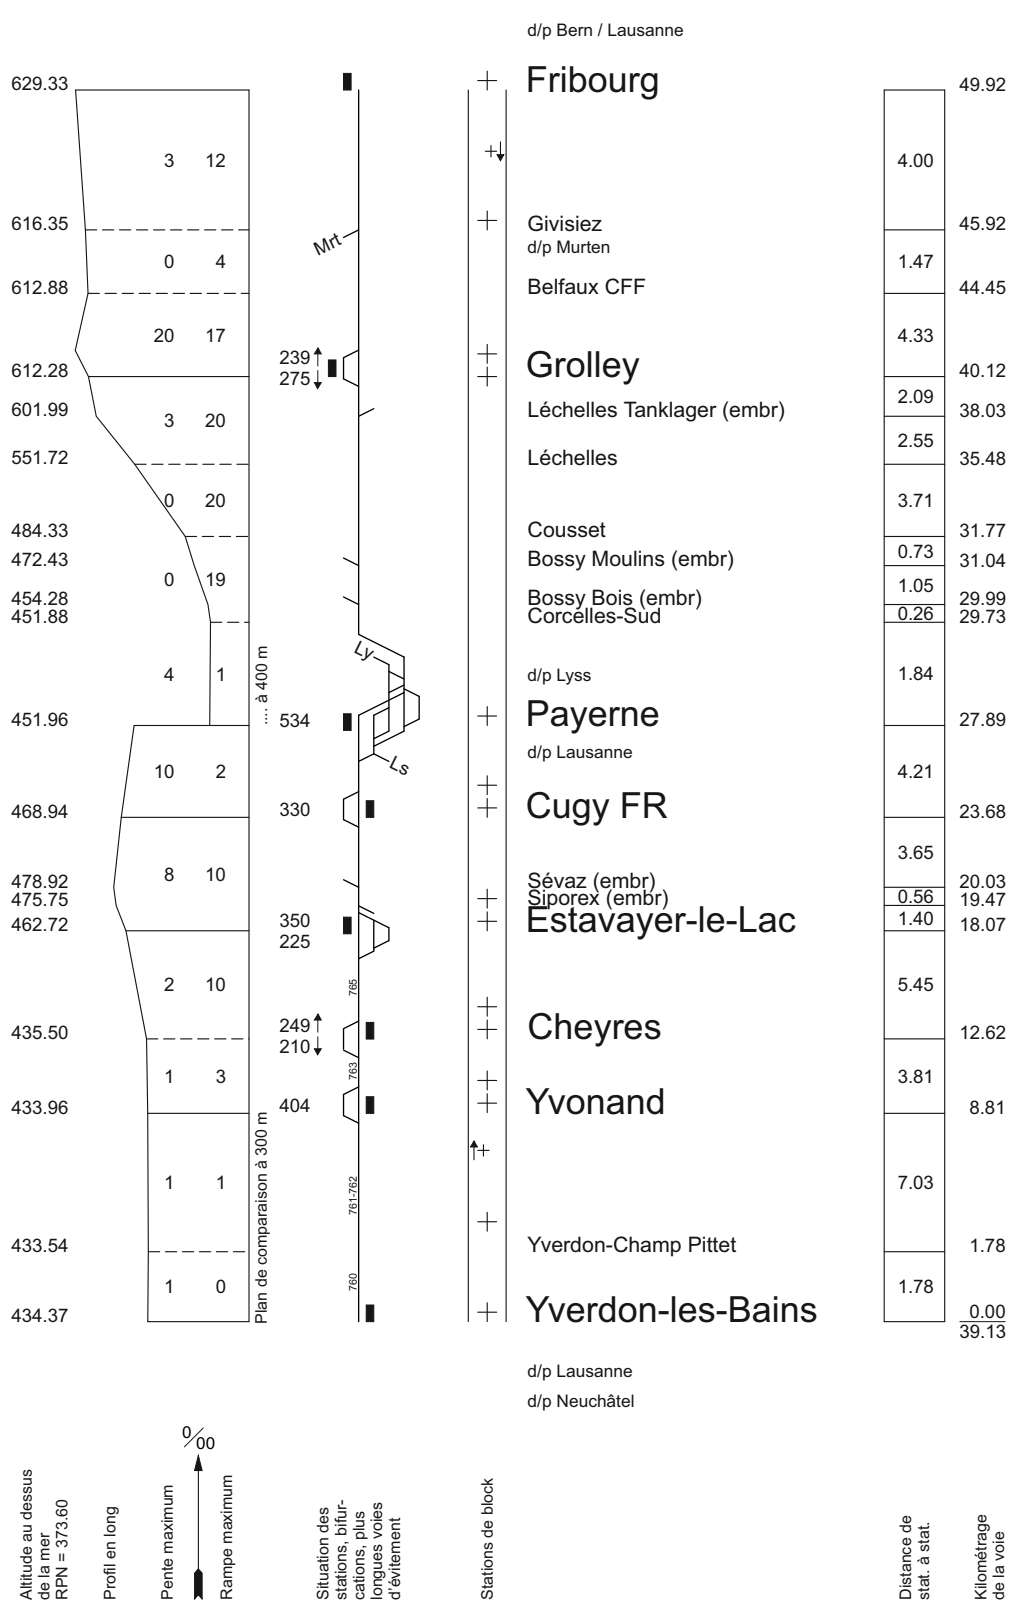 d/p Bern / Lausanne
629.33 Fribourg 49.92
3 12 4.00
616.35 Givisiez 45.92
Mrt d/p Murten
0 4 1.47
612.88 Belfaux CFF 44.45
20 17 4.33
239
612.28 275 Grolley 40.12
2.09
601.99 Léchelles Tanklager (embr) 38.03
3 20 2.55
551.72 Léchelles 35.48
0 20 3.71
484.33 Cousset 31.77
0.73
472.43 Bossy Moulins (embr) 31.04
0 19 1.05
454.28 Bossy Bois (embr) 29.99
451.88 Corcelles-Sud 0.26 29.73
Ly
4 1 d/p Lyss 1.84
.... à 400 m
451.96 534 Payerne 27.89
d/p Lausanne
Ls
10 2 4.21
468.94 330 Cugy FR 23.68
3.65
8 10
478.92 Sévaz (embr) 20.03
475.75 Siporex (embr) 0.56 19.47
462.72 350 Estavayer-le-Lac 1.40 18.07
225
2 10 765 5.45
249
435.50 210 Cheyres 12.62
1 3 763 3.81
433.96 404 Yvonand 8.81
Plan de comparaison à 300 m
1 1 761-762 7.03
433.54 Yverdon-Champ Pittet 1.78
1 0 760 1.78
434.37 Yverdon-les-Bains 0.00
39.13
d/p Lausanne
d/p Neuchâtel
0/00
Altitude au dessus
de la mer
RPN = 373.60
Profil en long
Pente maximum
Rampe maximum
Situation des
stations, bifur-
cations, plus
longues voies
d'évitement
Stations de block
Distance de
stat. à stat.
Kilométrage
de la voie